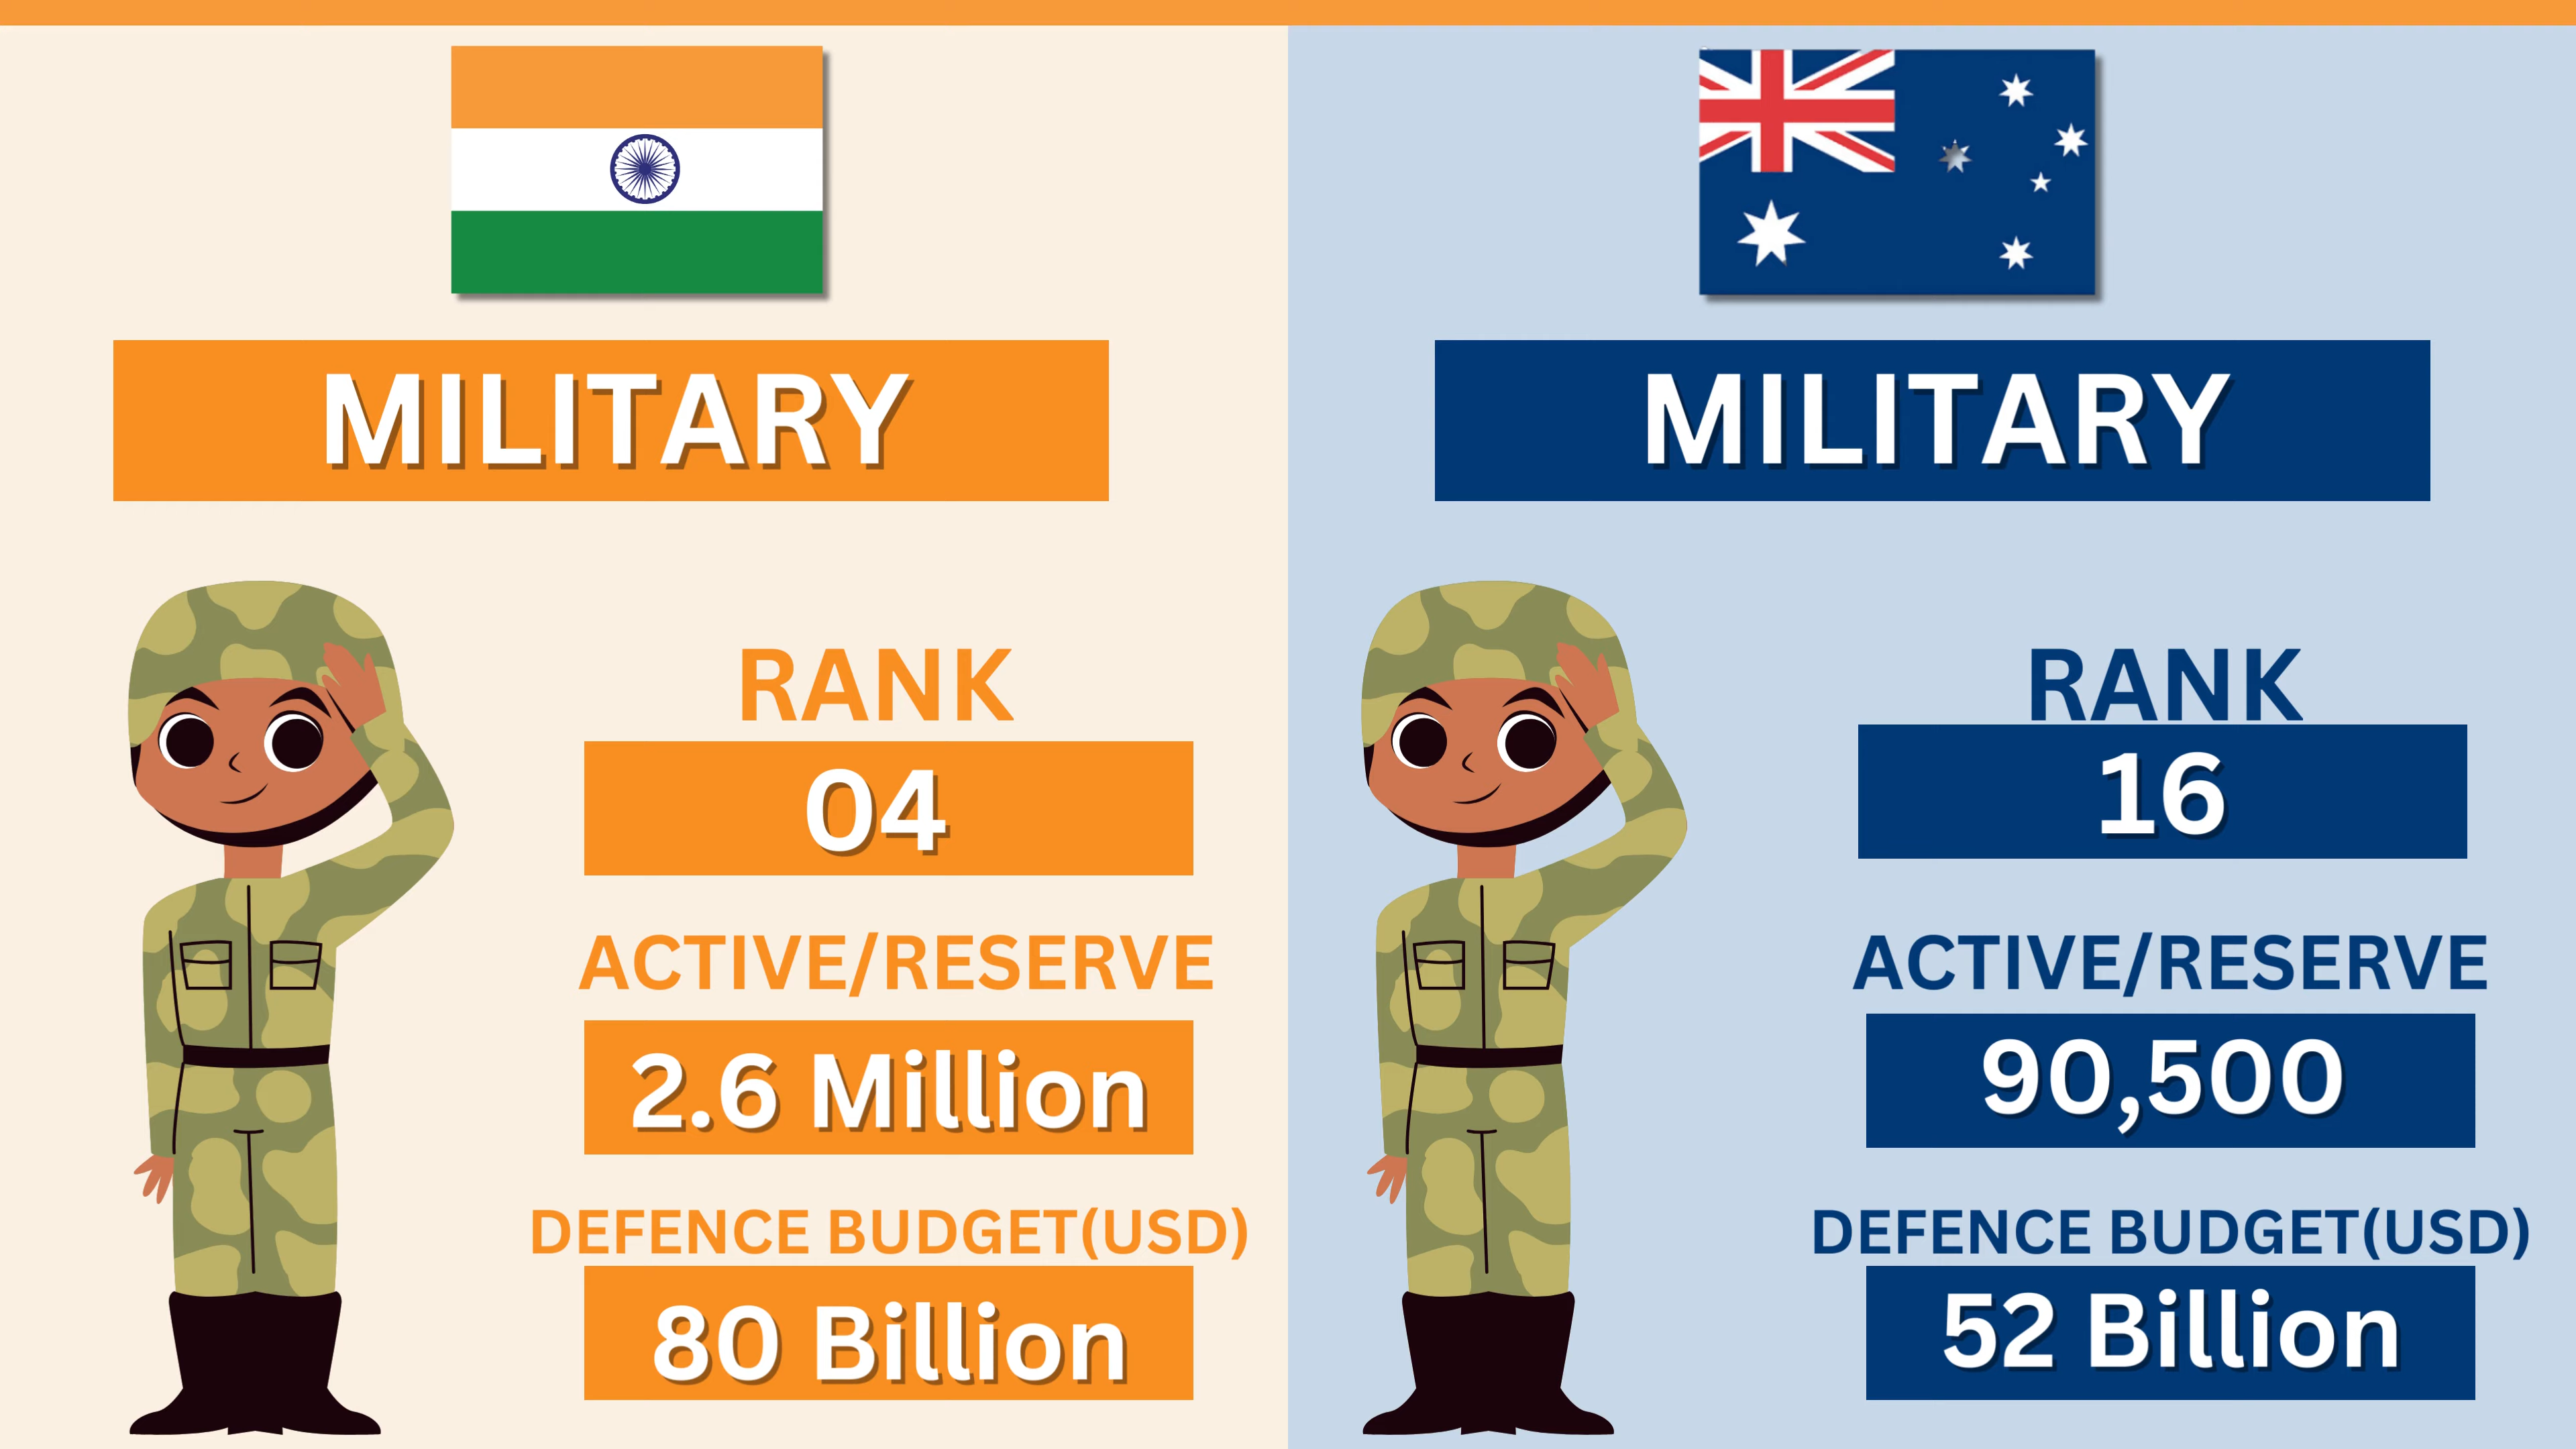 MILITARY
RANK
04
ACTIVE/RESERVE
2.6 Million
DEFENCE BUDGET(USD)
80 Billion
MILITARY
RANK
16
ACTIVE/RESERVE
90,500
DEFENCE BUDGET(USD)
52 Billion